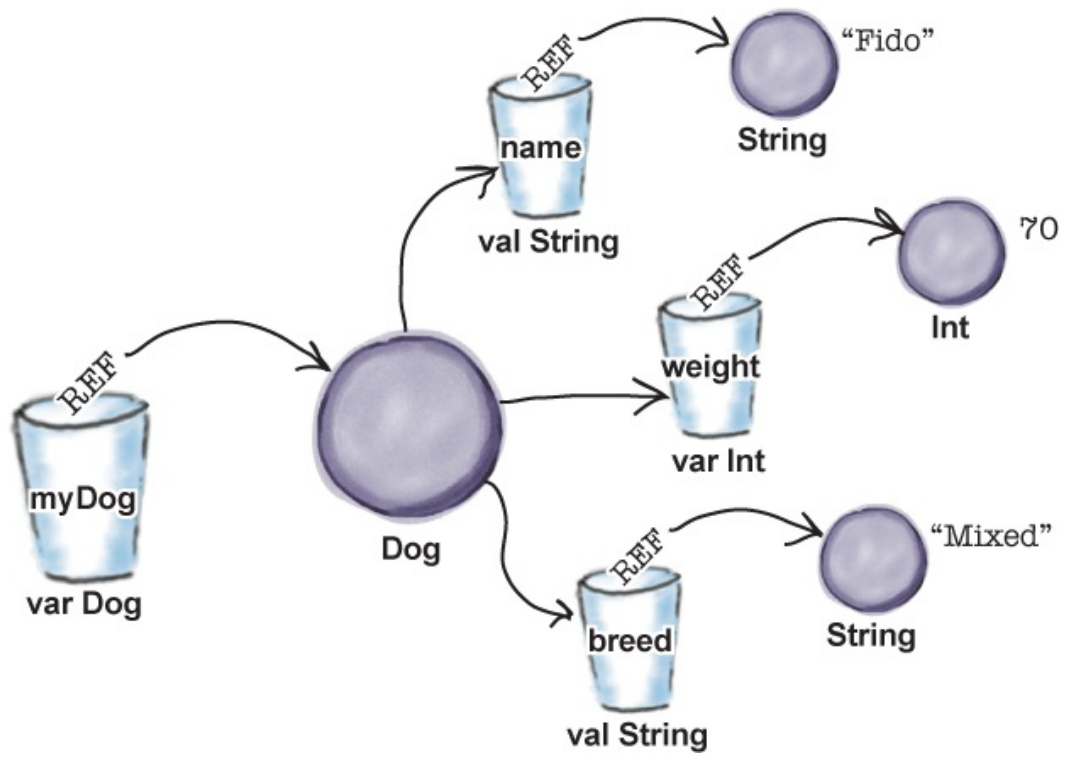 REF
“Fido”
name
String
val String
REF
70
weight
Int
var Int
REF
myDog
var Dog
Dog
REF
“Mixed”
breed
String
val String